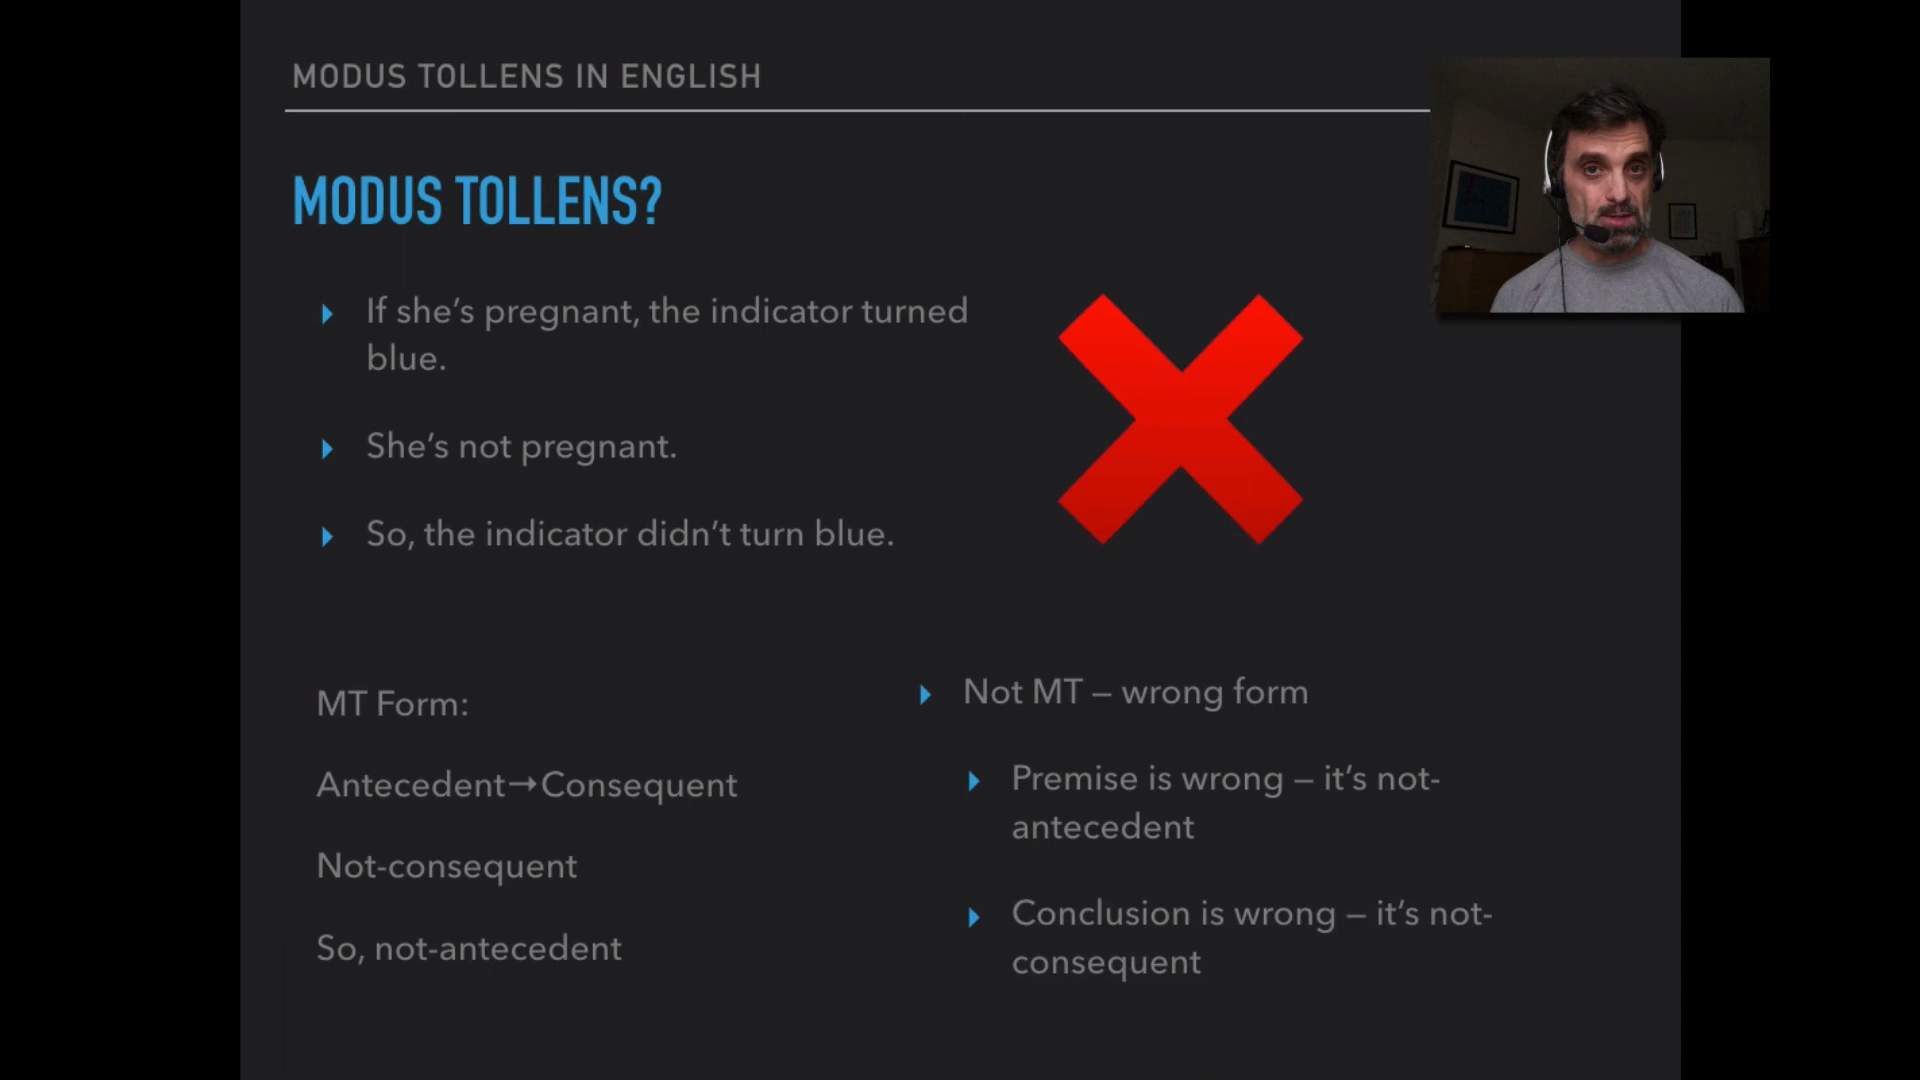 MODUS TOLLENS IN ENGLISH
MODUS TOLLENS?
If she’s pregnant, the indicator turned
blue.
She’s not pregnant.
So, the indicator didn’t turn blue.
MT Form:
Antecedent→Consequent
Not-consequent
So, not-antecedent
Not MT – wrong form
Premise is wrong – it’s not-
antecedent
Conclusion is wrong – it’s not-
consequent